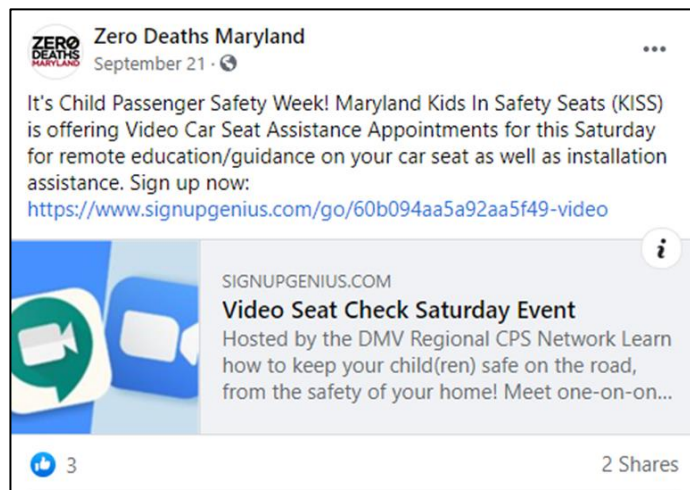 ZERO
DEATHS
MARYLAND
Zero Deaths Maryland
September 21 ·
It's Child Passenger Safety Week! Maryland Kids In Safety Seats (KISS)
is offering Video Car Seat Assistance Appointments for this Saturday
for remote education/guidance on your car seat as well as installation
assistance. Sign up now:
https://www.signupgenius.com/go/60b094aa5a92aa5f49-video
i
SIGNUPGENIUS.COM
Video Seat Check Saturday Event
Hosted by the DMV Regional CPS Network Learn
how to keep your child(ren) safe on the road,
from the safety of your home! Meet one-on-on...
3
2 Shares